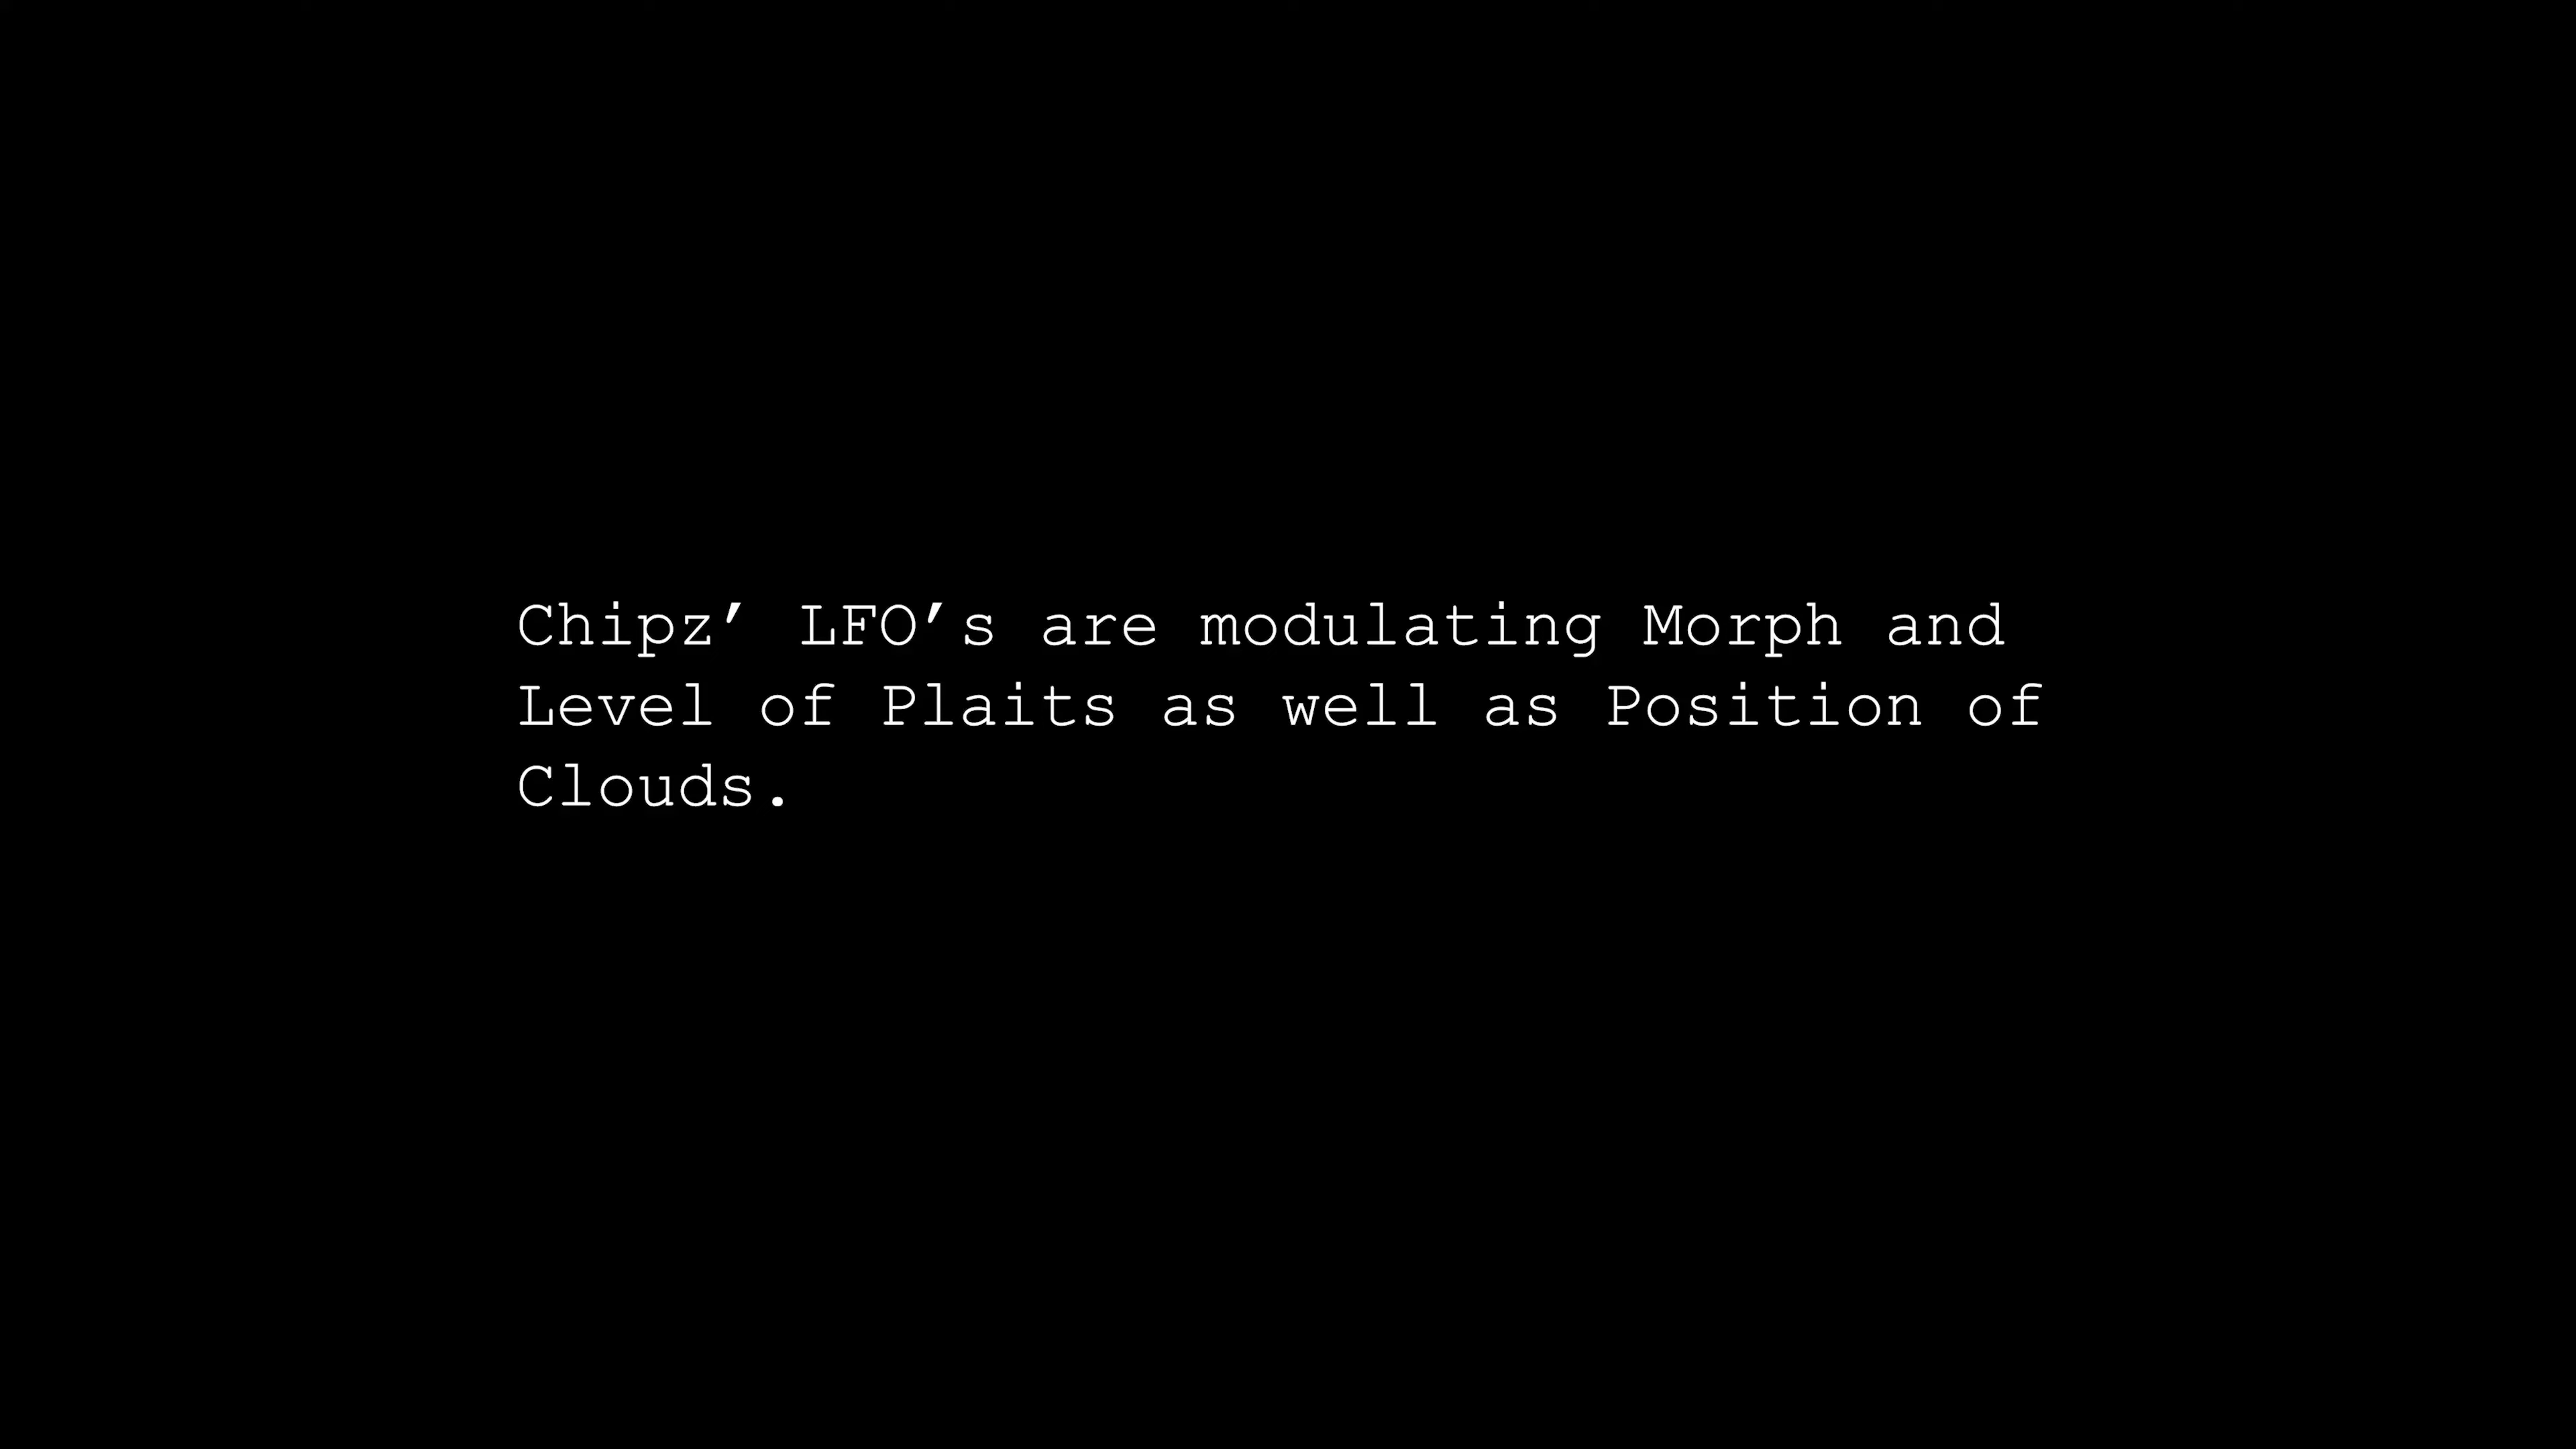 Chipz’ LFO’s are modulating Morph and
Level of Plaits as well as Position of
Clouds.